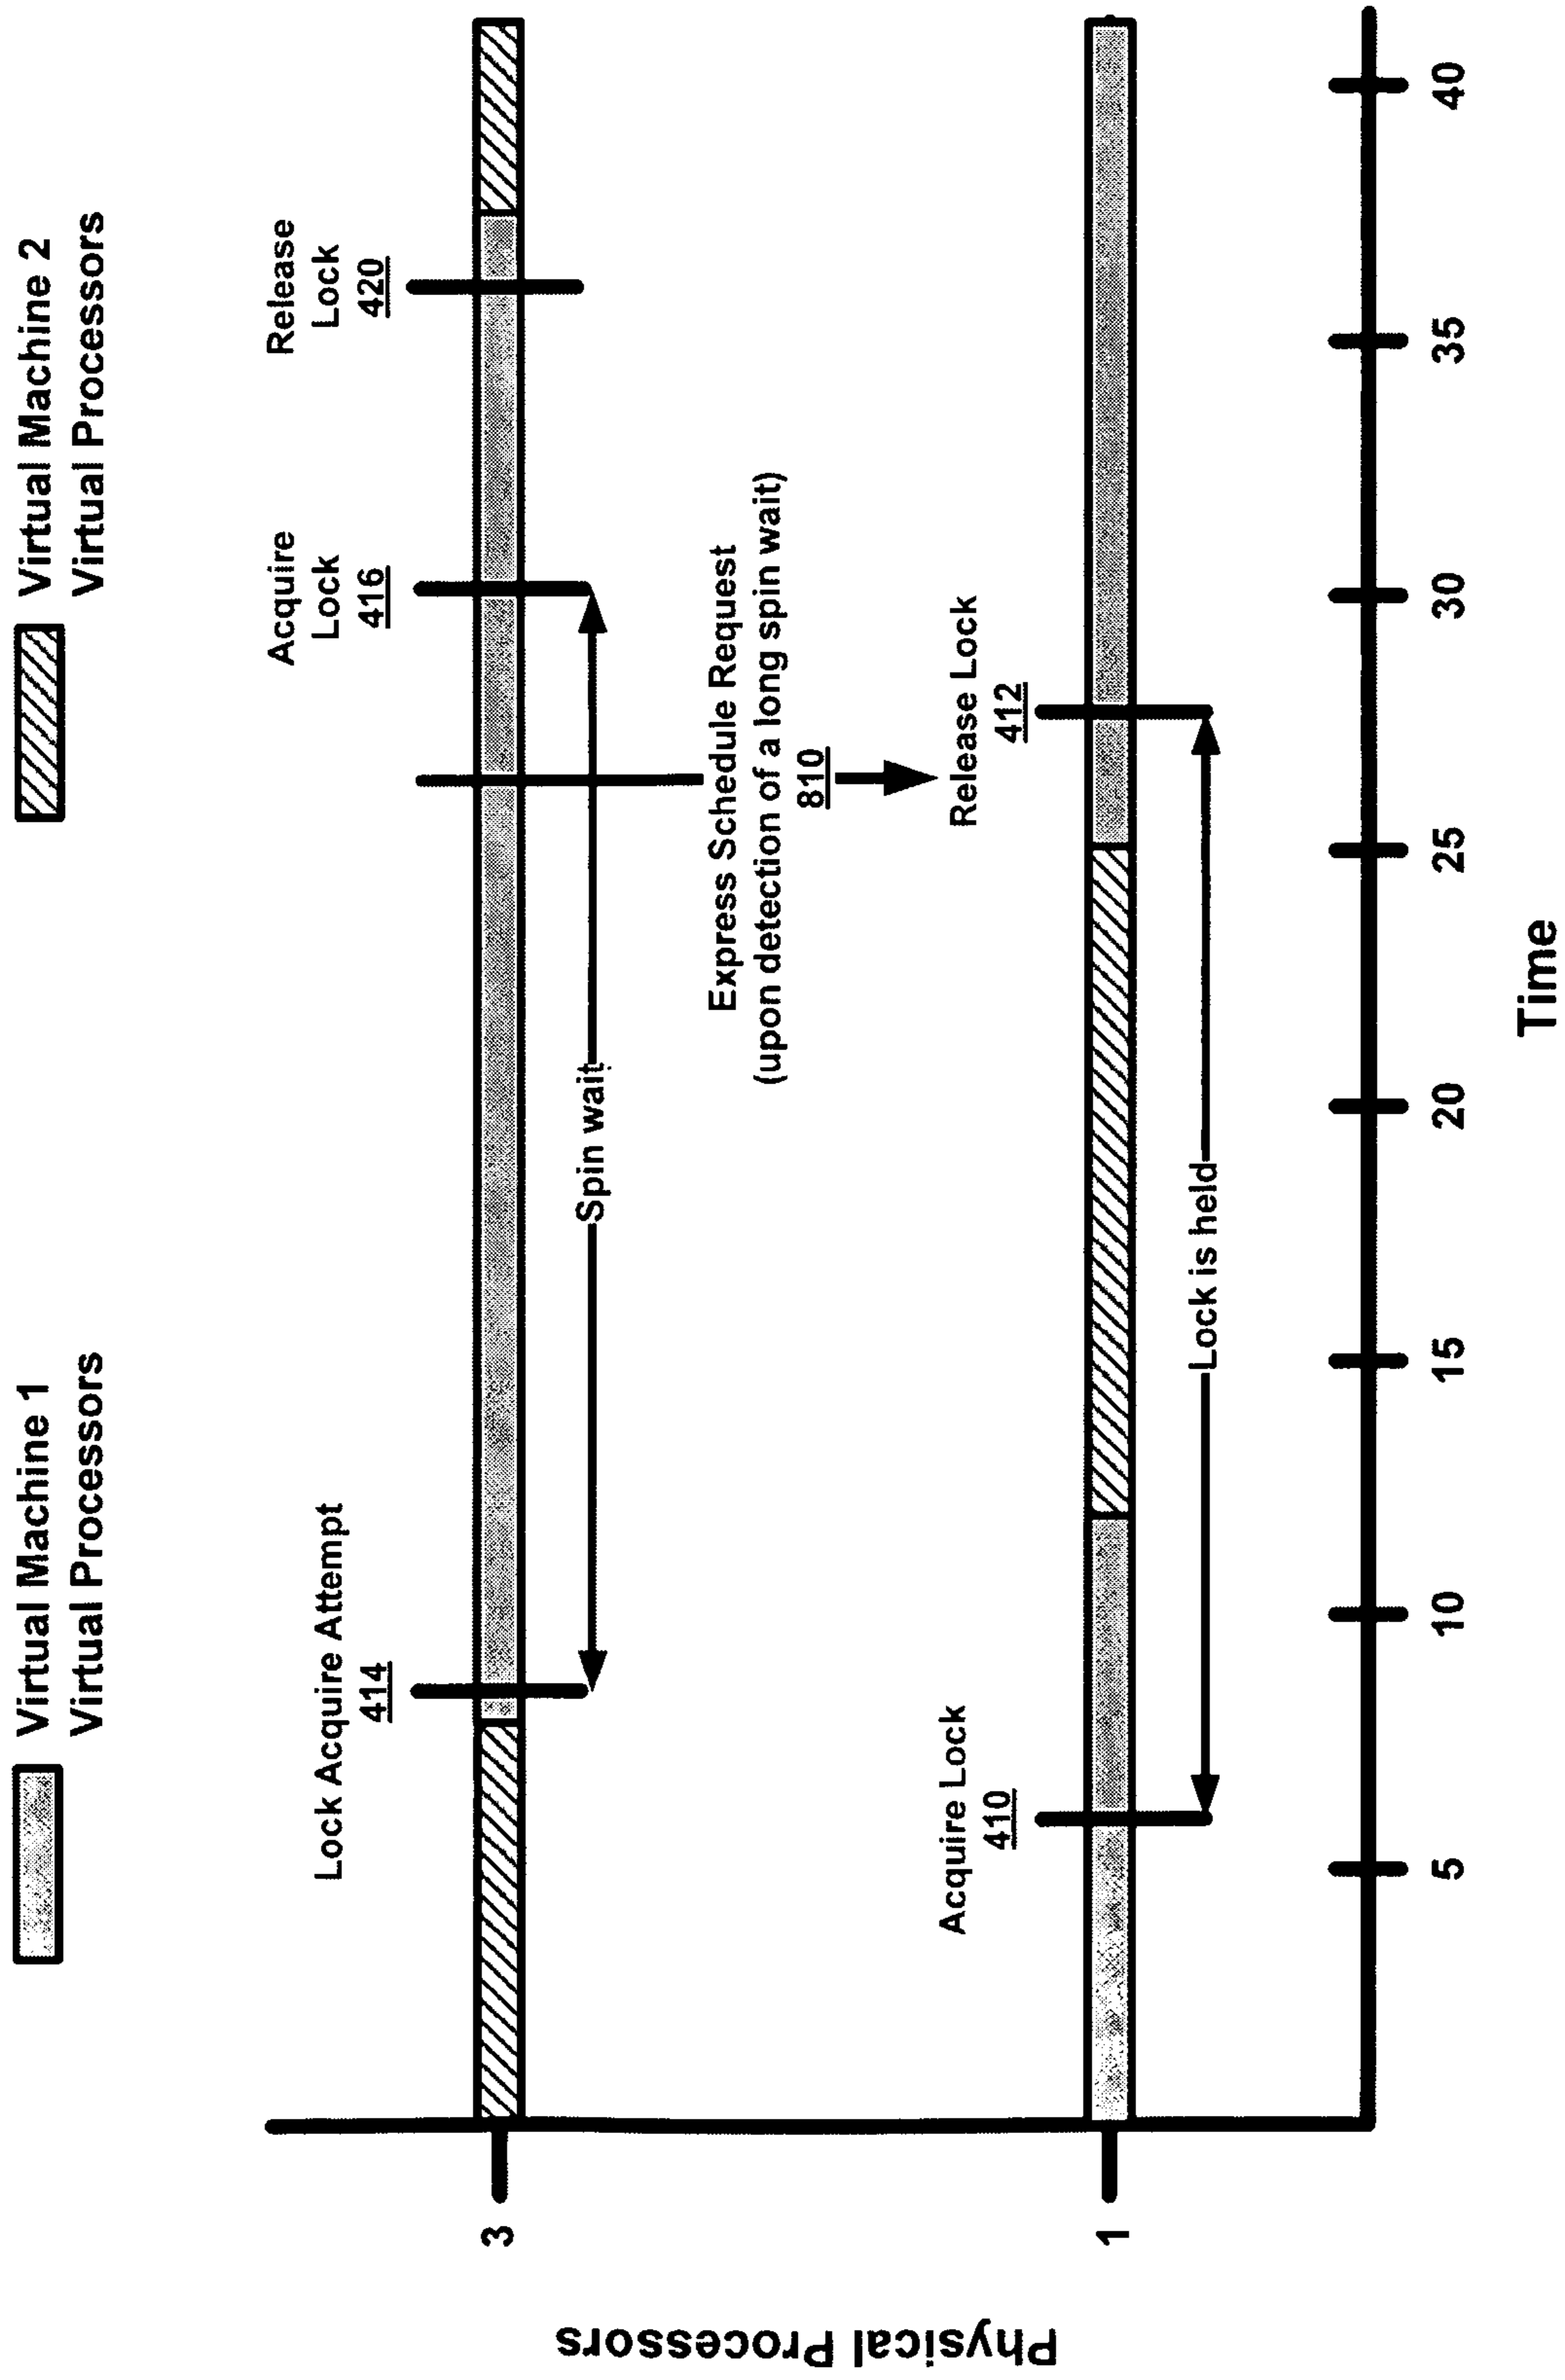 Virtual Machine 1
Virtual Processors
Virtual Machine 2
Virtual Processors
Lock Acquire Attempt
414
Acquire
Lock
416
Release
Lock
420
3
Spin wait
Express Schedule Request
(upon detection of a long spin wait)
810
Acquire Lock
410
Release Lock
412
1
Lock is held
5
10
15
20
25
30
35
40
Time
Physical Processors